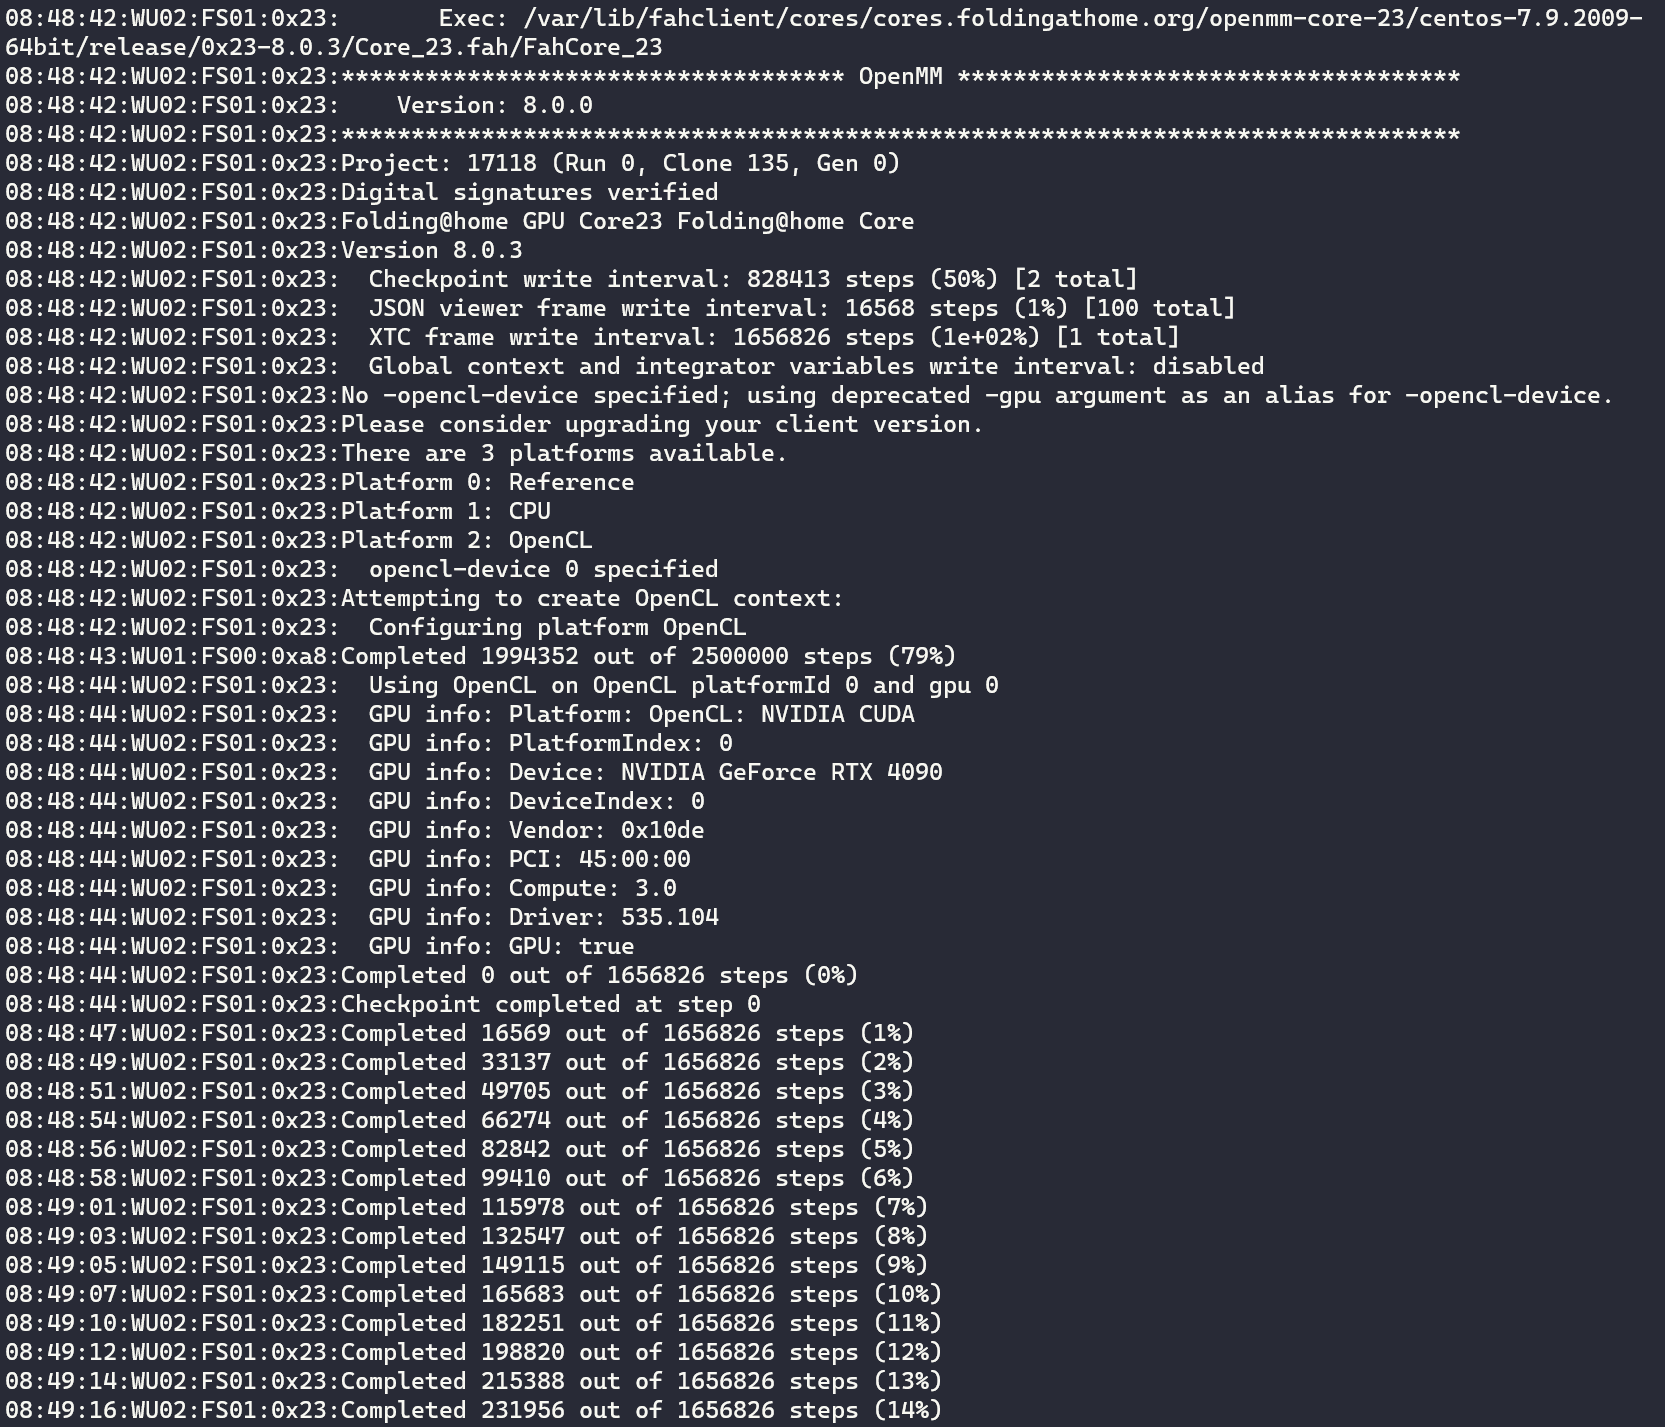 08:48:42:WU02:FS01:0x23:       Exec: /var/lib/fahclient/cores/cores.foldingathome.org/openmm-core-23/centos-7.9.2009-
64bit/release/0x23-8.0.3/Core_23.fah/FahCore_23
08:48:42:WU02:FS01:0x23:************************************ OpenMM ************************************
08:48:42:WU02:FS01:0x23:    Version: 8.0.0
08:48:42:WU02:FS01:0x23:********************************************************************************
08:48:42:WU02:FS01:0x23:Project: 17118 (Run 0, Clone 135, Gen 0)
08:48:42:WU02:FS01:0x23:Digital signatures verified
08:48:42:WU02:FS01:0x23:Folding@home GPU Core23 Folding@home Core
08:48:42:WU02:FS01:0x23:Version 8.0.3
08:48:42:WU02:FS01:0x23:  Checkpoint write interval: 828413 steps (50%) [2 total]
08:48:42:WU02:FS01:0x23:  JSON viewer frame write interval: 16568 steps (1%) [100 total]
08:48:42:WU02:FS01:0x23:  XTC frame write interval: 1656826 steps (1e+02%) [1 total]
08:48:42:WU02:FS01:0x23:  Global context and integrator variables write interval: disabled
08:48:42:WU02:FS01:0x23:No -opencl-device specified; using deprecated -gpu argument as an alias for -opencl-device.
08:48:42:WU02:FS01:0x23:Please consider upgrading your client version.
08:48:42:WU02:FS01:0x23:There are 3 platforms available.
08:48:42:WU02:FS01:0x23:Platform 0: Reference
08:48:42:WU02:FS01:0x23:Platform 1: CPU
08:48:42:WU02:FS01:0x23:Platform 2: OpenCL
08:48:42:WU02:FS01:0x23:  opencl-device 0 specified
08:48:42:WU02:FS01:0x23:Attempting to create OpenCL context:
08:48:42:WU02:FS01:0x23:  Configuring platform OpenCL
08:48:43:WU01:FS00:0xa8:Completed 1994352 out of 2500000 steps (79%)
08:48:44:WU02:FS01:0x23:  Using OpenCL on OpenCL platformId 0 and gpu 0
08:48:44:WU02:FS01:0x23:  GPU info: Platform: OpenCL: NVIDIA CUDA
08:48:44:WU02:FS01:0x23:  GPU info: PlatformIndex: 0
08:48:44:WU02:FS01:0x23:  GPU info: Device: NVIDIA GeForce RTX 4090
08:48:44:WU02:FS01:0x23:  GPU info: DeviceIndex: 0
08:48:44:WU02:FS01:0x23:  GPU info: Vendor: 0x10de
08:48:44:WU02:FS01:0x23:  GPU info: PCI: 45:00:00
08:48:44:WU02:FS01:0x23:  GPU info: Compute: 3.0
08:48:44:WU02:FS01:0x23:  GPU info: Driver: 535.104
08:48:44:WU02:FS01:0x23:  GPU info: GPU: true
08:48:44:WU02:FS01:0x23:Completed 0 out of 1656826 steps (0%)
08:48:44:WU02:FS01:0x23:Checkpoint completed at step 0
08:48:47:WU02:FS01:0x23:Completed 16569 out of 1656826 steps (1%)
08:48:49:WU02:FS01:0x23:Completed 33137 out of 1656826 steps (2%)
08:48:51:WU02:FS01:0x23:Completed 49705 out of 1656826 steps (3%)
08:48:54:WU02:FS01:0x23:Completed 66274 out of 1656826 steps (4%)
08:48:56:WU02:FS01:0x23:Completed 82842 out of 1656826 steps (5%)
08:48:58:WU02:FS01:0x23:Completed 99410 out of 1656826 steps (6%)
08:49:01:WU02:FS01:0x23:Completed 115978 out of 1656826 steps (7%)
08:49:03:WU02:FS01:0x23:Completed 132547 out of 1656826 steps (8%)
08:49:05:WU02:FS01:0x23:Completed 149115 out of 1656826 steps (9%)
08:49:07:WU02:FS01:0x23:Completed 165683 out of 1656826 steps (10%)
08:49:10:WU02:FS01:0x23:Completed 182251 out of 1656826 steps (11%)
08:49:12:WU02:FS01:0x23:Completed 198820 out of 1656826 steps (12%)
08:49:14:WU02:FS01:0x23:Completed 215388 out of 1656826 steps (13%)
08:49:16:WU02:FS01:0x23:Completed 231956 out of 1656826 steps (14%)